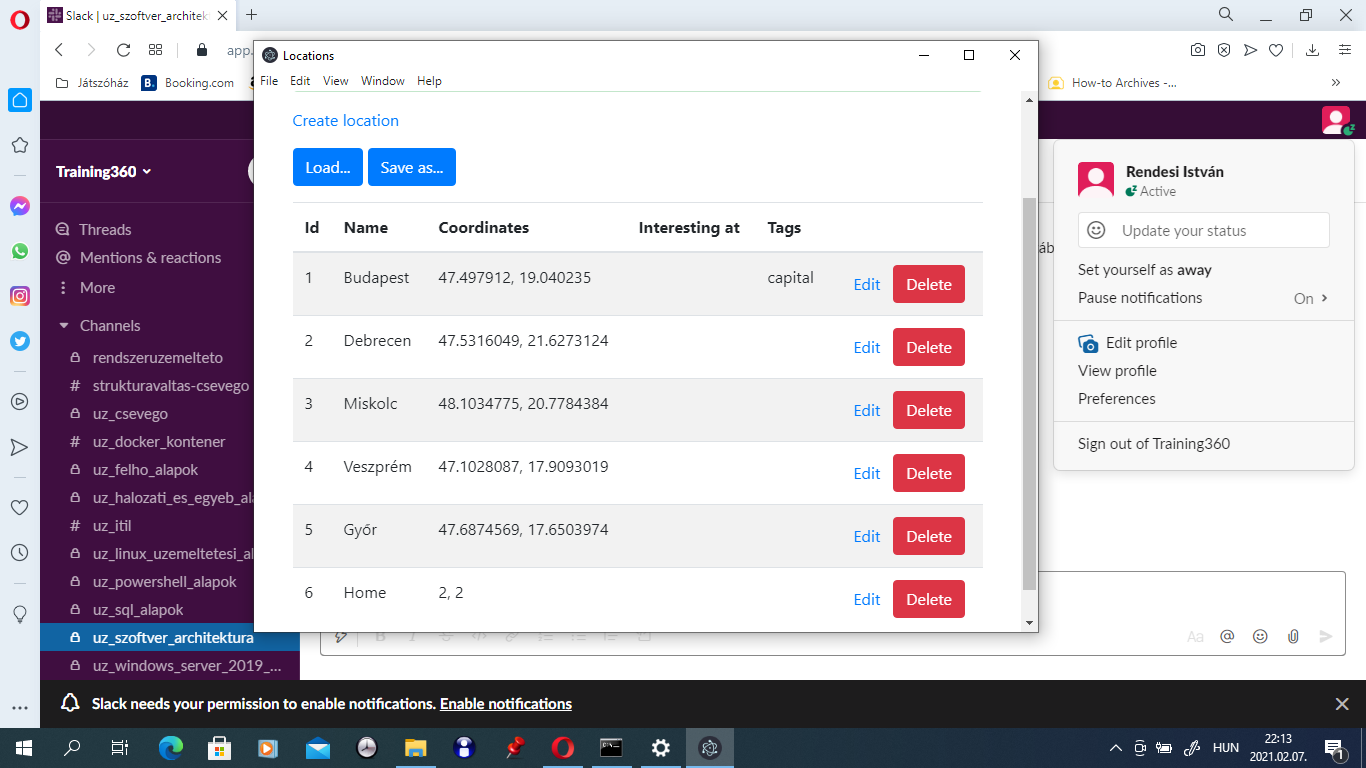 Slack | uz_szoftver_architekt
app.
Játszóház
Booking.com
How-to Archives -...
Locations
File Edit View Window Help
Create location
Load... Save as...
Id Name Coordinates Interesting at Tags
1 Budapest 47.497912, 19.040235 capital Edit Delete
2 Debrecen 47.5316049, 21.6273124 Edit Delete
3 Miskolc 48.1034775, 20.7784384 Edit Delete
4 Veszprém 47.1028087, 17.9093019 Edit Delete
5 Győr 47.6874569, 17.6503974 Edit Delete
6 Home 2, 2 Edit Delete
Training360
Threads
Mentions & reactions
More
Channels
rendszeruzemelteto
# strukturavaltas-csevego
uz_csevego
# uz_docker_kontener
uz_felho_alapok
uz_halozati_es_egyeb_al
# uz_itil
uz_linux_uzemeltetesi_al
uz_powershell_alapok
uz_sql_alapok
uz_szoftver_architektura
uz_windows_server_2019_...
áb
Rendesi István
Active
Update your status
Set yourself as away
Pause notifications On
Edit profile
View profile
Preferences
Sign out of Training360
B I S
Aa @
Slack needs your permission to enable notifications. Enable notifications
HUN
22:13
2021.02.07.
1